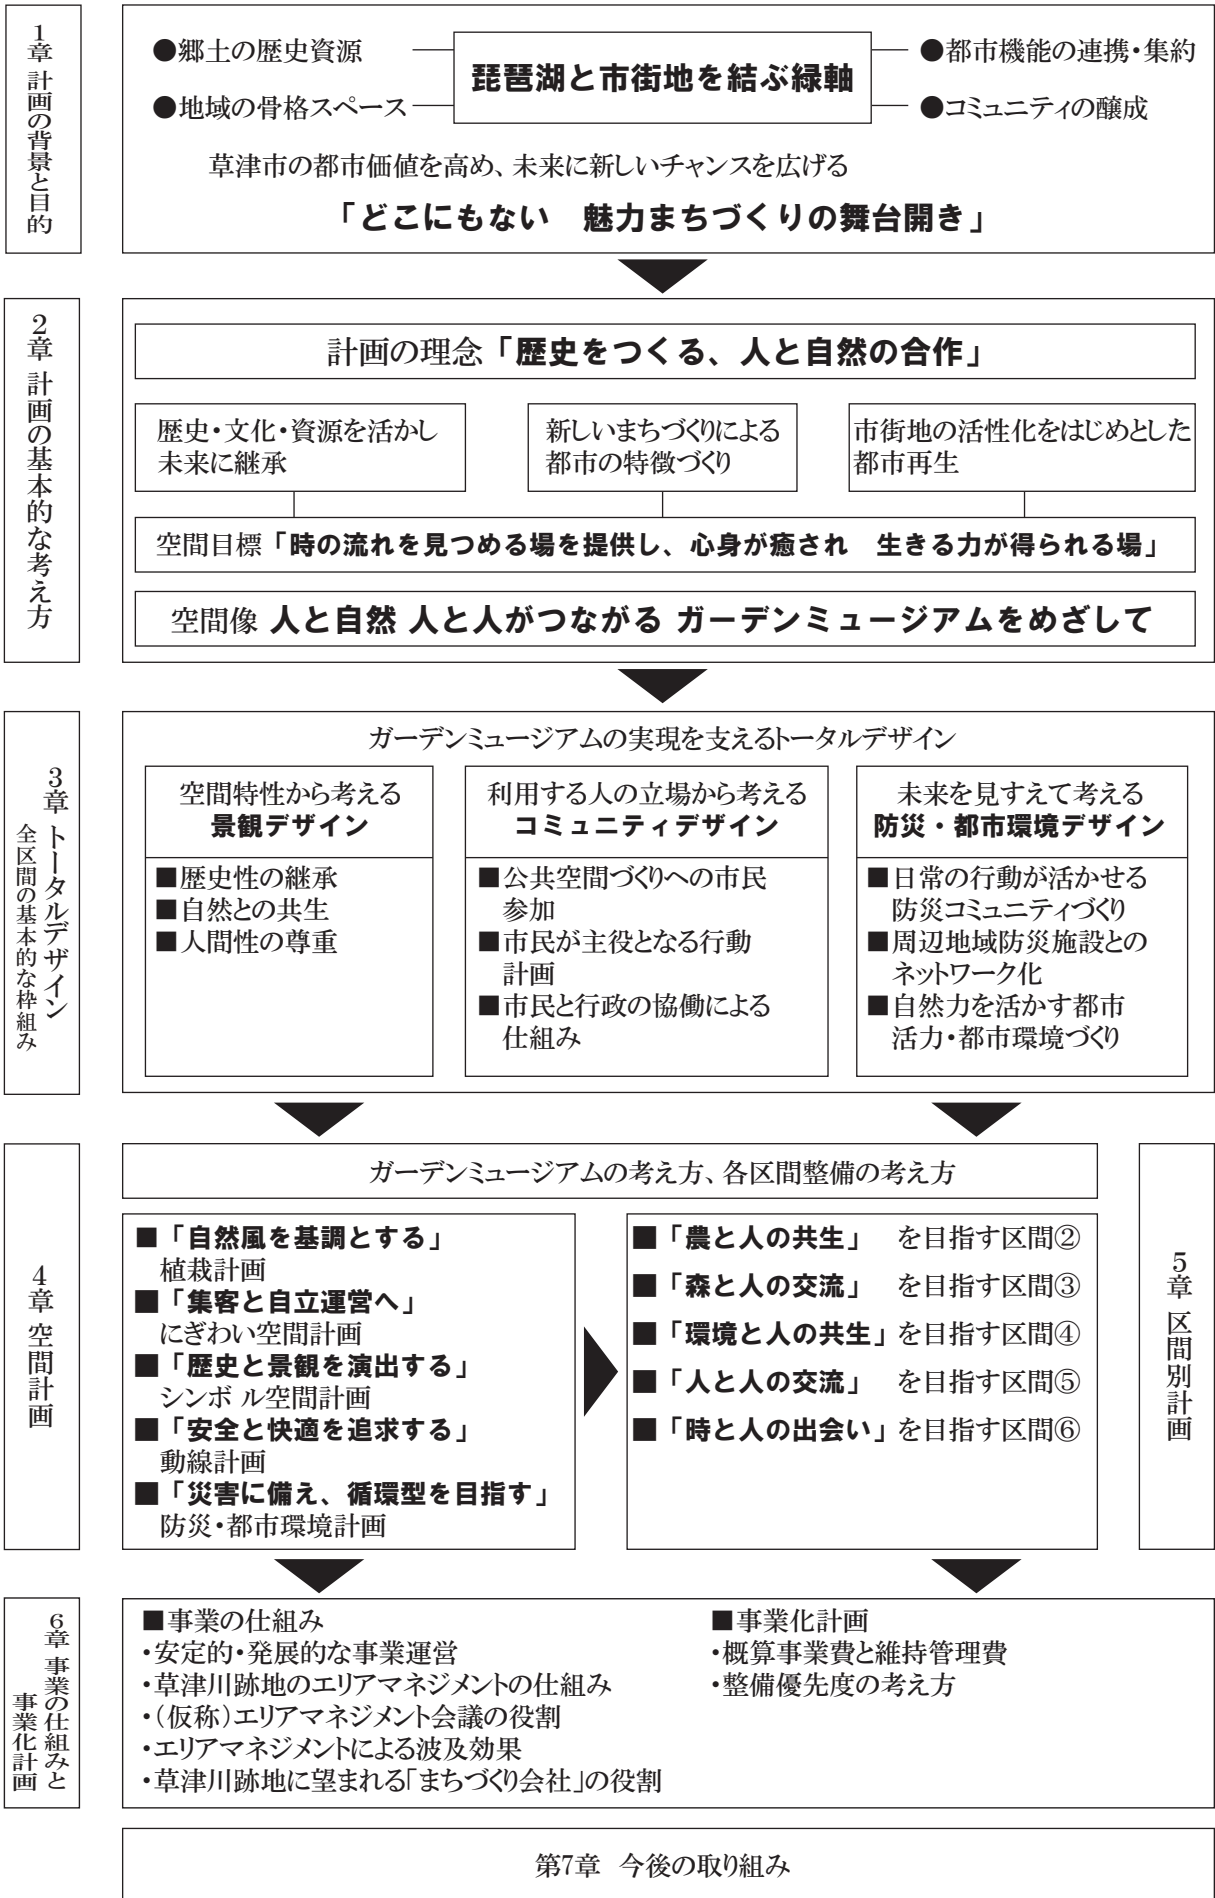 1章 計画の背景と目的
●郷土の歴史資源
●地域の骨格スペース
琵琶湖と市街地を結ぶ緑軸
●都市機能の連携・集約
●コミュニティの醸成
草津市の都市価値を高め、未来に新しいチャンスを広げる
「どこにもない　魅力まちづくりの舞台開き」
2章 計画の基本的な考え方
計画の理念「歴史をつくる、人と自然の合作」
歴史・文化・資源を活かし
未来に継承
新しいまちづくりによる
都市の特徴づくり
市街地の活性化をはじめとした
都市再生
空間目標「時の流れを見つめる場を提供し、心身が癒され　生きる力が得られる場」
空間像 人と自然 人と人がつながる ガーデンミュージアムをめざして
3章 トータルデザイン
全区間の基本的な枠組み
ガーデンミュージアムの実現を支えるトータルデザイン
空間特性から考える
景観デザイン
■歴史性の継承
■自然との共生
■人間性の尊重
利用する人の立場から考える
コミュニティデザイン
■公共空間づくりへの市民
参加
■市民が主役となる行動
計画
■市民と行政の協働による
仕組み
未来を見すえて考える
防災・都市環境デザイン
■日常の行動が活かせる
防災コミュニティづくり
■周辺地域防災施設との
ネットワーク化
■自然力を活かす都市
活力・都市環境づくり
4章 空間計画
ガーデンミュージアムの考え方、各区間整備の考え方
■「自然風を基調とする」
植栽計画
■「集客と自立運営へ」
にぎわい空間計画
■「歴史と景観を演出する」
シンボル空間計画
■「安全と快適を追求する」
動線計画
■「災害に備え、循環型を目指す」
防災・都市環境計画
■「農と人の共生」　を目指す区間②
■「森と人の交流」　を目指す区間③
■「環境と人の共生」を目指す区間④
■「人と人の交流」　を目指す区間⑤
■「時と人の出会い」を目指す区間⑥
5章 区間別計画
6章 事業の仕組みと
事業化計画
■事業の仕組み
・安定的・発展的な事業運営
・草津川跡地のエリアマネジメントの仕組み
・(仮称)エリアマネジメント会議の役割
・エリアマネジメントによる波及効果
・草津川跡地に望まれる「まちづくり会社」の役割
■事業化計画
・概算事業費と維持管理費
・整備優先度の考え方
第7章 今後の取り組み